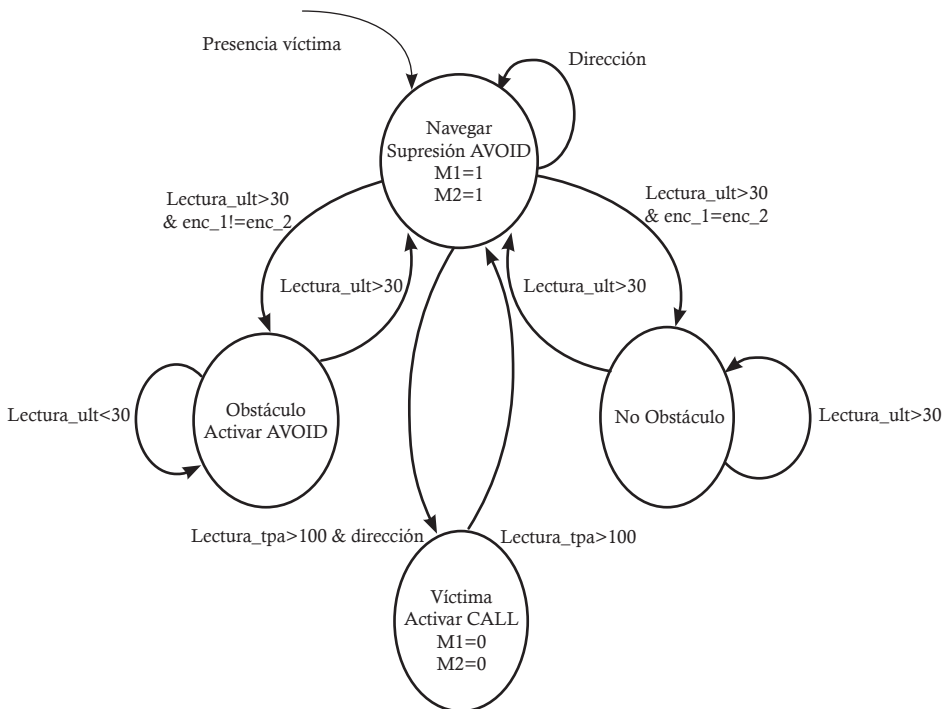 Presencia víctima
Dirección
Navegar
Supresión AVOID
M1=1
M2=1
Lectura_ult>30
& enc_1!=enc_2
Lectura_ult>30
& enc_1=enc_2
Lectura_ult>30
Lectura_ult>30
Lectura_ult<30
Obstáculo
Activar AVOID
No Obstáculo
Lectura_ult>30
Lectura_tpa>100 & dirección
Lectura_tpa>100
Víctima
Activar CALL
M1=0
M2=0